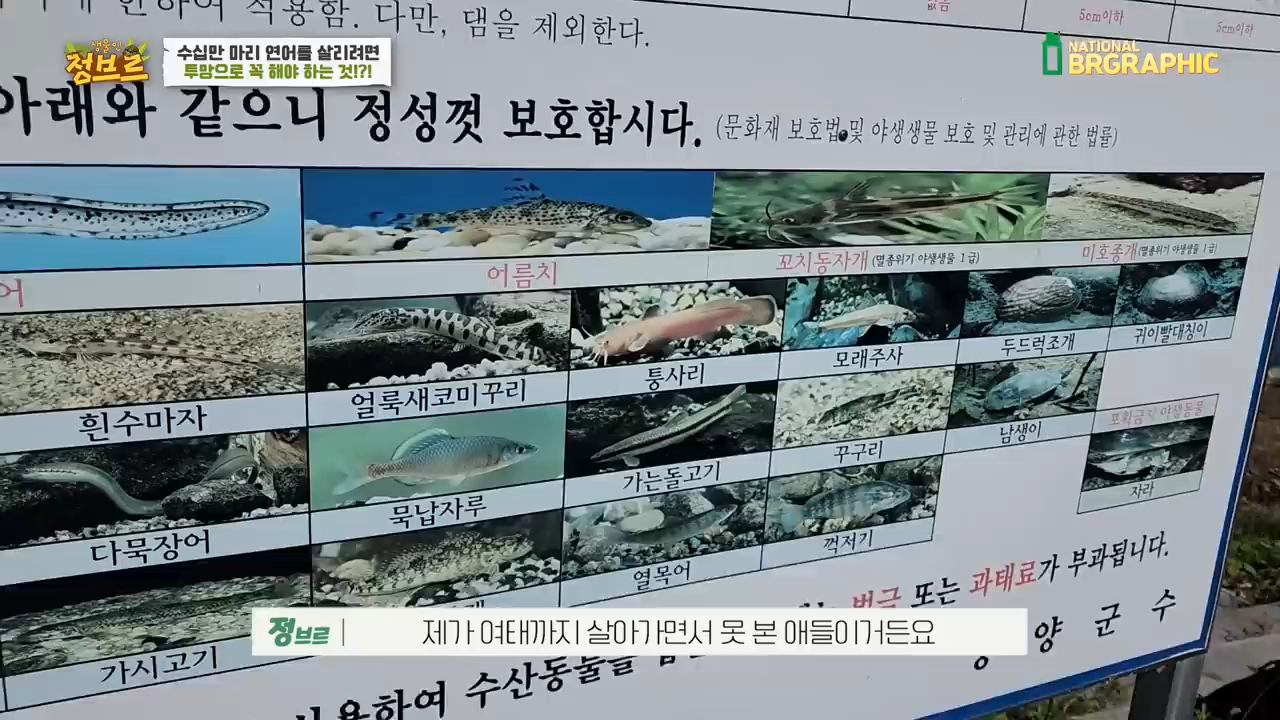 적용함. 다만, 댐을 제외한다.
없음
5cm이하
5cm이하
생물인
정브르
수십만 마리 연어를 살리려면
투망으로 꼭 해야 하는 것!?!
NATIONAL
BRGRAPHIC
아래와 같으니 정성껏 보호합시다. (문화재 보호법 및 야생생물 보호 및 관리에 관한 법률)
어
어름치
꼬치동자개 (멸종위기 야생생물 1급)
미호종개 (멸종위기 야생생물 1급)
흰수마자
얼룩새코미꾸리
퉁사리
모래주사
두드럭조개
귀이빨대칭이
다묵장어
묵납자루
가는돌고기
꾸구리
남생이
포획금지 야생동물
자라
가시고기
열목어
꺽저기
벌금 또는 과태료가 부과됩니다.
양 군 수
정브르
제가 여태까지 살아가면서 못 본 애들이거든요
수산동물을